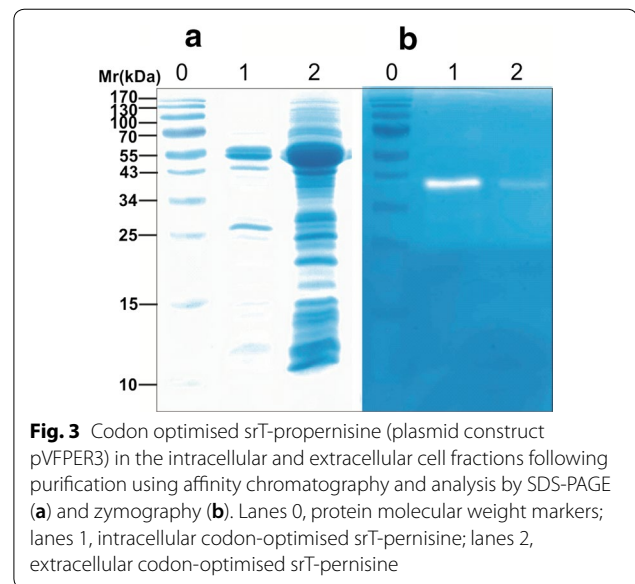 a b
Mr(kDa) 0 1 2 0 1 2
170
130
100
70
55
43
34
25
15
10
Fig. 3 Codon optimised srT-propernisine (plasmid construct
pVFPER3) in the intracellular and extracellular cell fractions following
purification using affinity chromatography and analysis by SDS-PAGE
(a) and zymography (b). Lanes 0, protein molecular weight markers;
lanes 1, intracellular codon-optimised srT-pernisine; lanes 2,
extracellular codon-optimised srT-pernisine